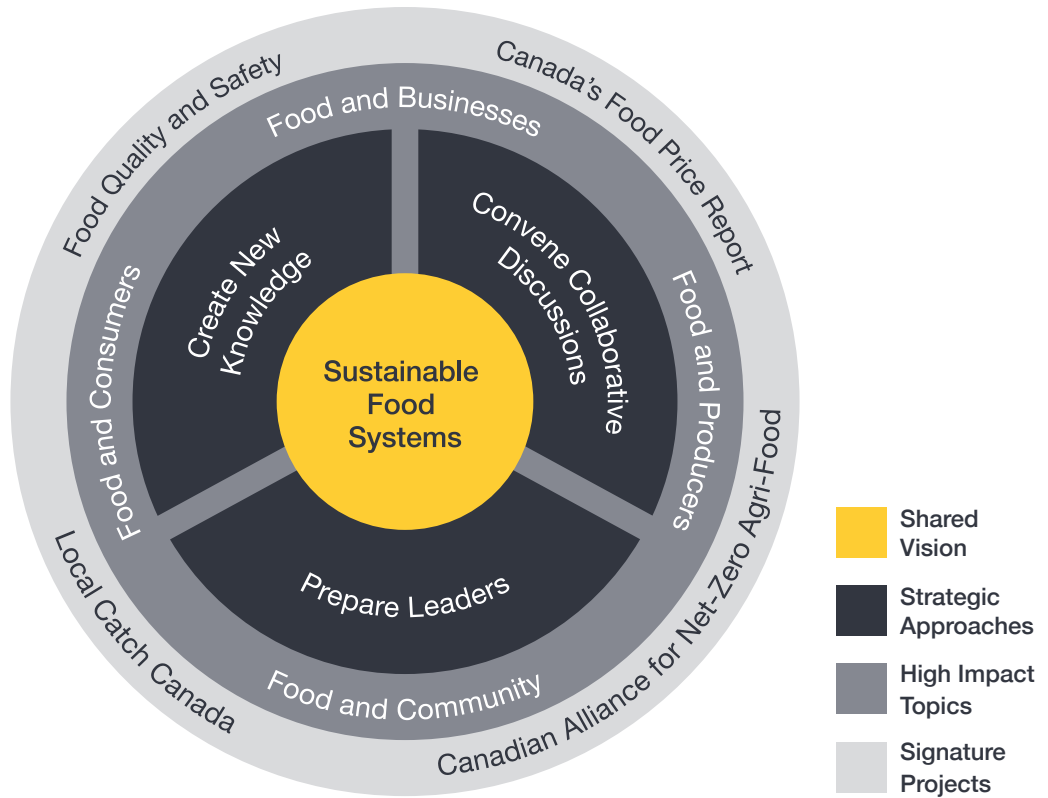 Food Quality and Safety
Canada's Food Price Report
Food and Businesses
Create New
Knowledge
Convene Collaborative
Discussions
Food and Consumers
Food and Producers
Sustainable
Food
Systems
Prepare Leaders
Food and Community
Local Catch Canada
Canadian Alliance for Net-Zero Agri-Food
Shared
Vision
Strategic
Approaches
High Impact
Topics
Signature
Projects